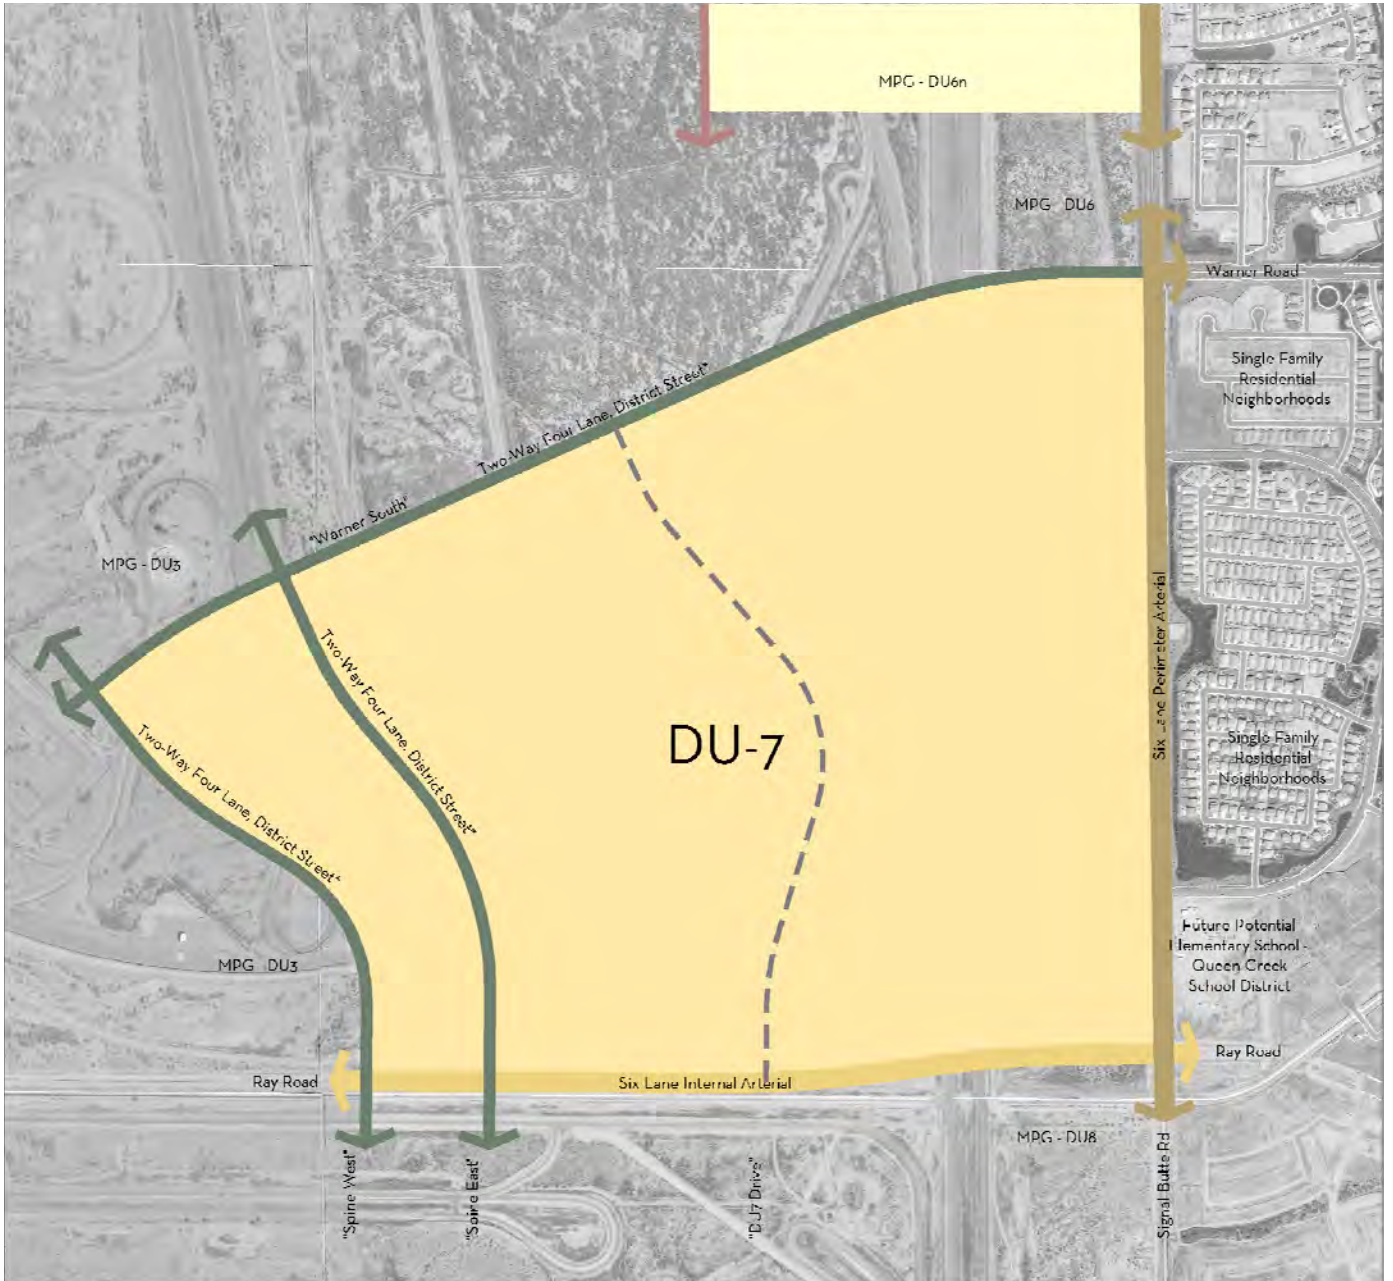 MPG - DU6n
MPG - DU6
Warner Road
Single Family
Residential
Neighborhoods
Two-Way Four Lane, District Street"
"Warner South"
MPG - DU3
Two-Way Four Lane, District Street"
Two-Way Four Lane, District Street"
DU-7
Six Lane Perimeter Arterial
Single Family
Residential
Neighborhoods
Future Potential
Elementary School -
Queen Creek
School District
MPG - DU3
Ray Road
Six Lane Internal Arterial
Ray Road
MPG - DU8
"Spine West"
"Spine East"
"DU7 Drive"
Signal Butte Rd